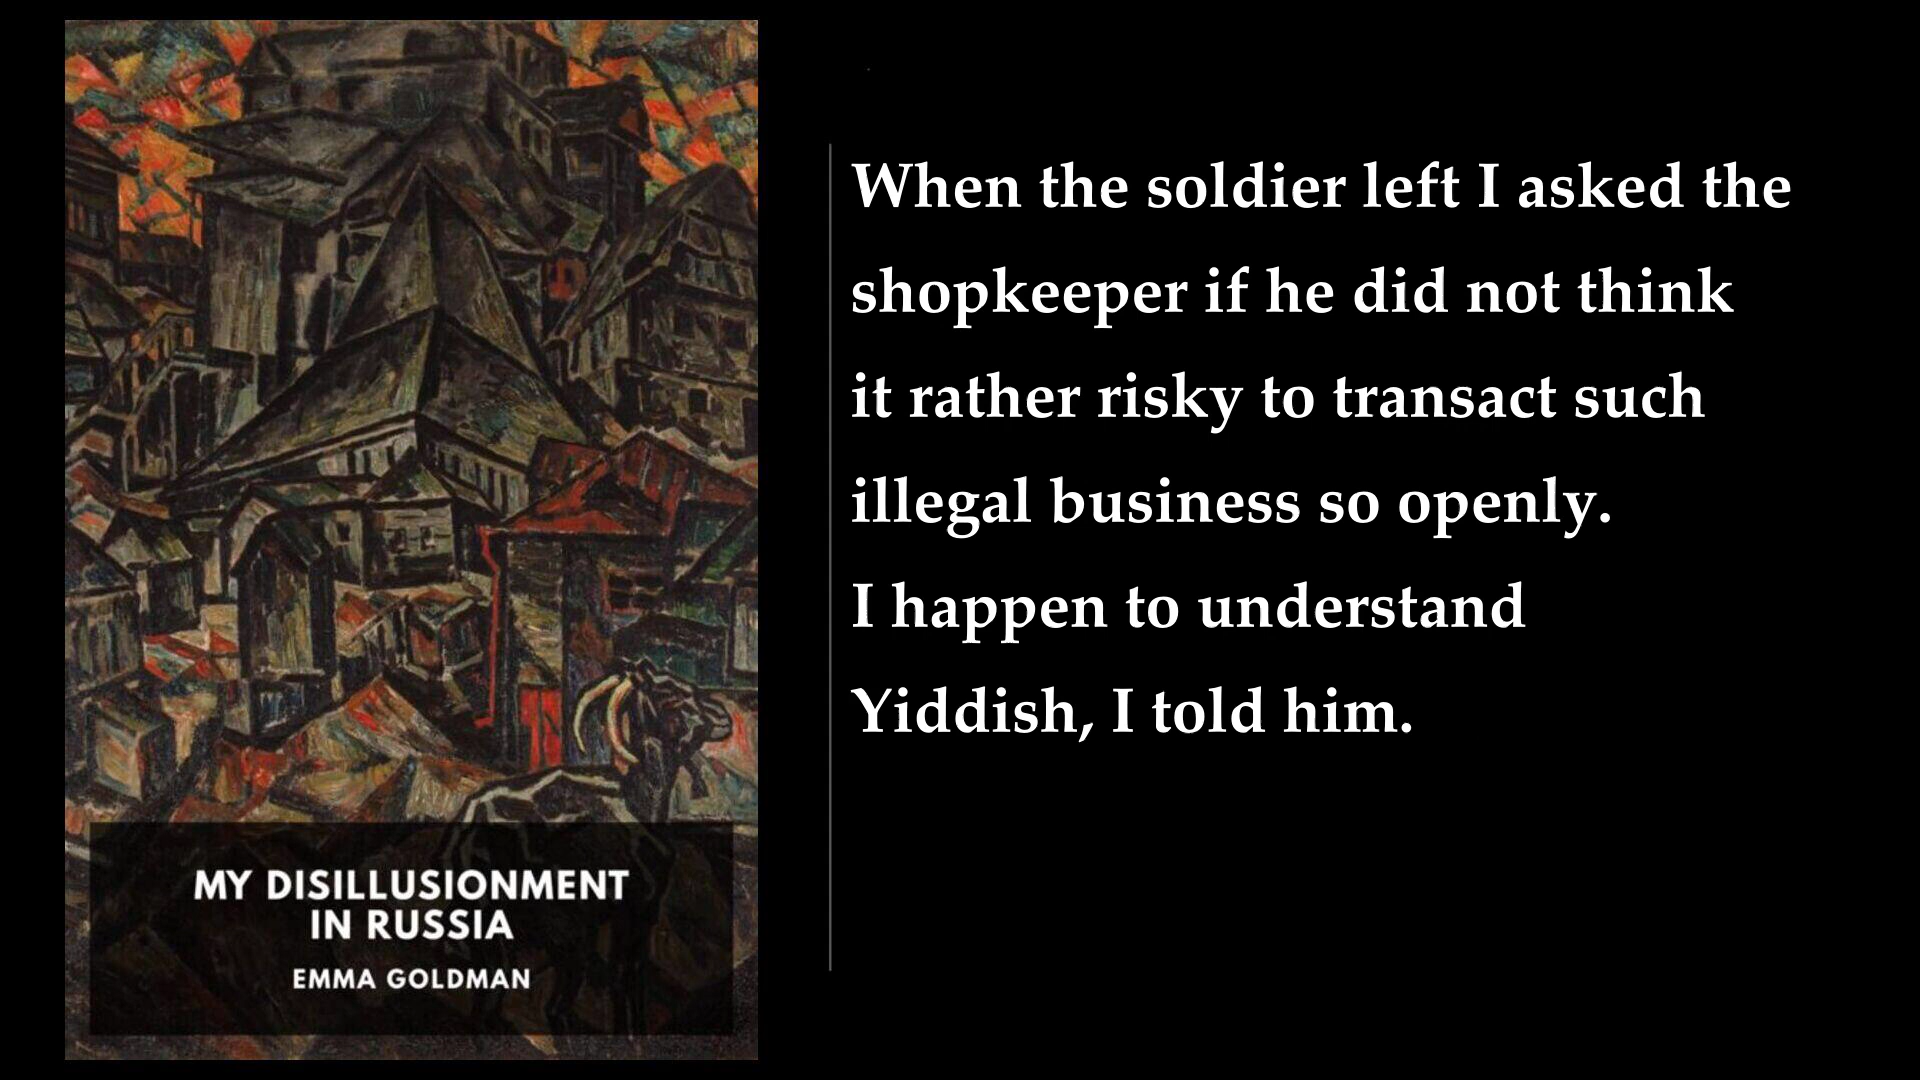 MY DISILLUSIONMENT
IN RUSSIA
EMMA GOLDMAN
When the soldier left I asked the
shopkeeper if he did not think
it rather risky to transact such
illegal business so openly.
I happen to understand
Yiddish, I told him.